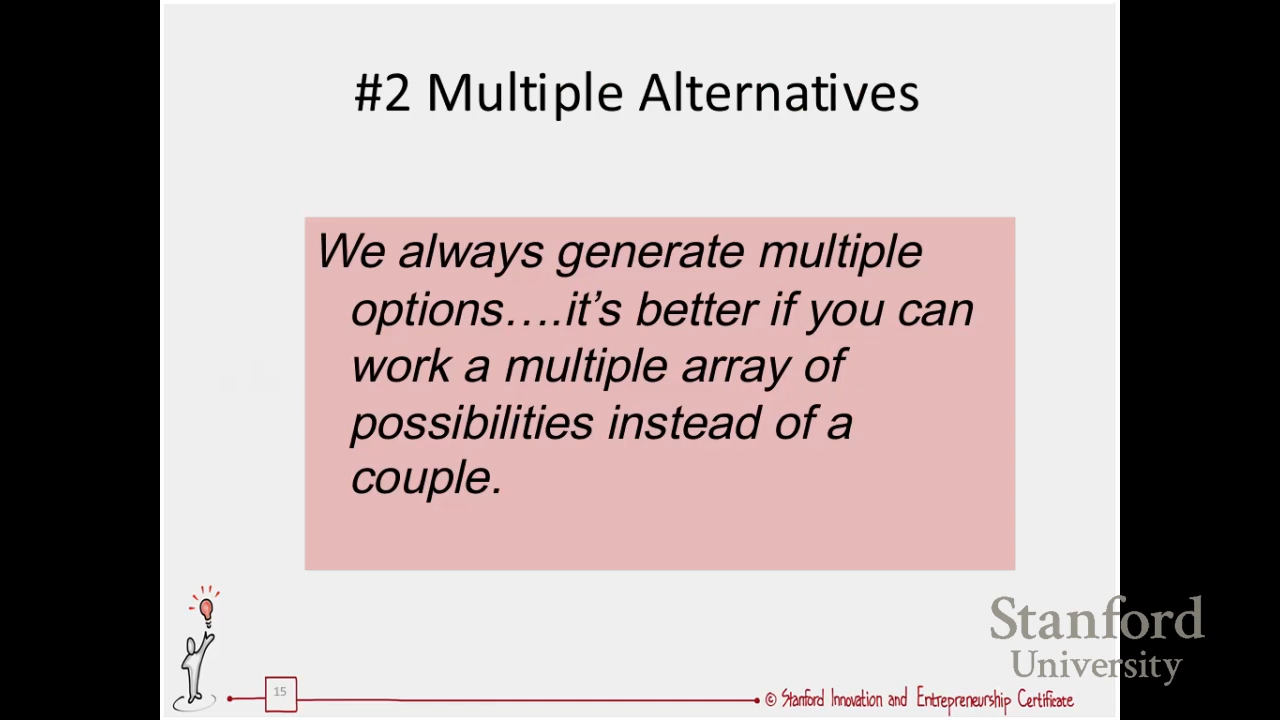 #2 Multiple Alternatives
We always generate multiple
options….it’s better if you can
work a multiple array of
possibilities instead of a
couple.
Stanford
University
15
© Stanford Innovation and Entrepreneurship Certificate